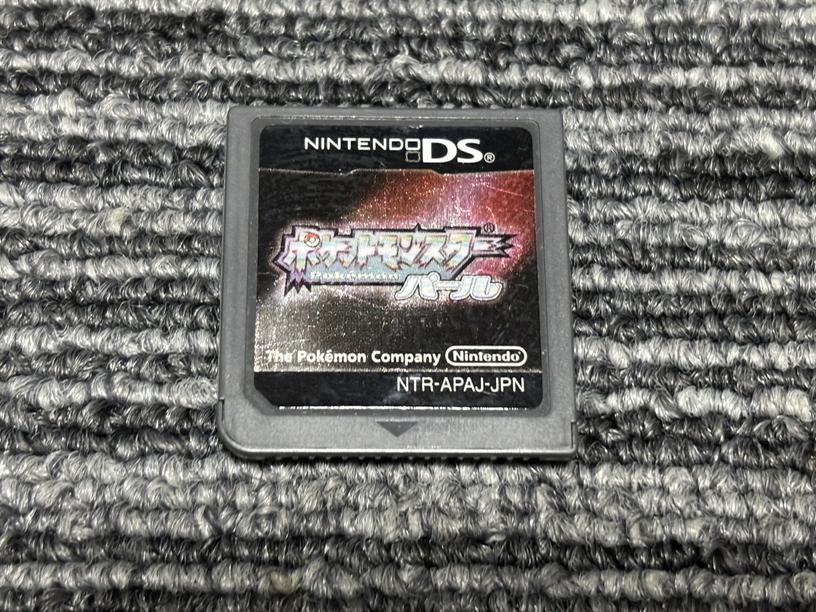 NINTENDO DS®
ポケットモンスター®
Pokémon
パール
The Pokémon Company Nintendo®
NTR-APAJ-JPN